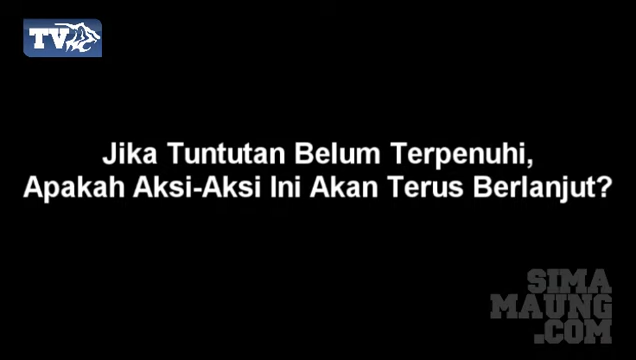 TV
Jika Tuntutan Belum Terpenuhi,
Apakah Aksi-Aksi Ini Akan Terus Berlanjut?
SIMA
MAUNG
.COM